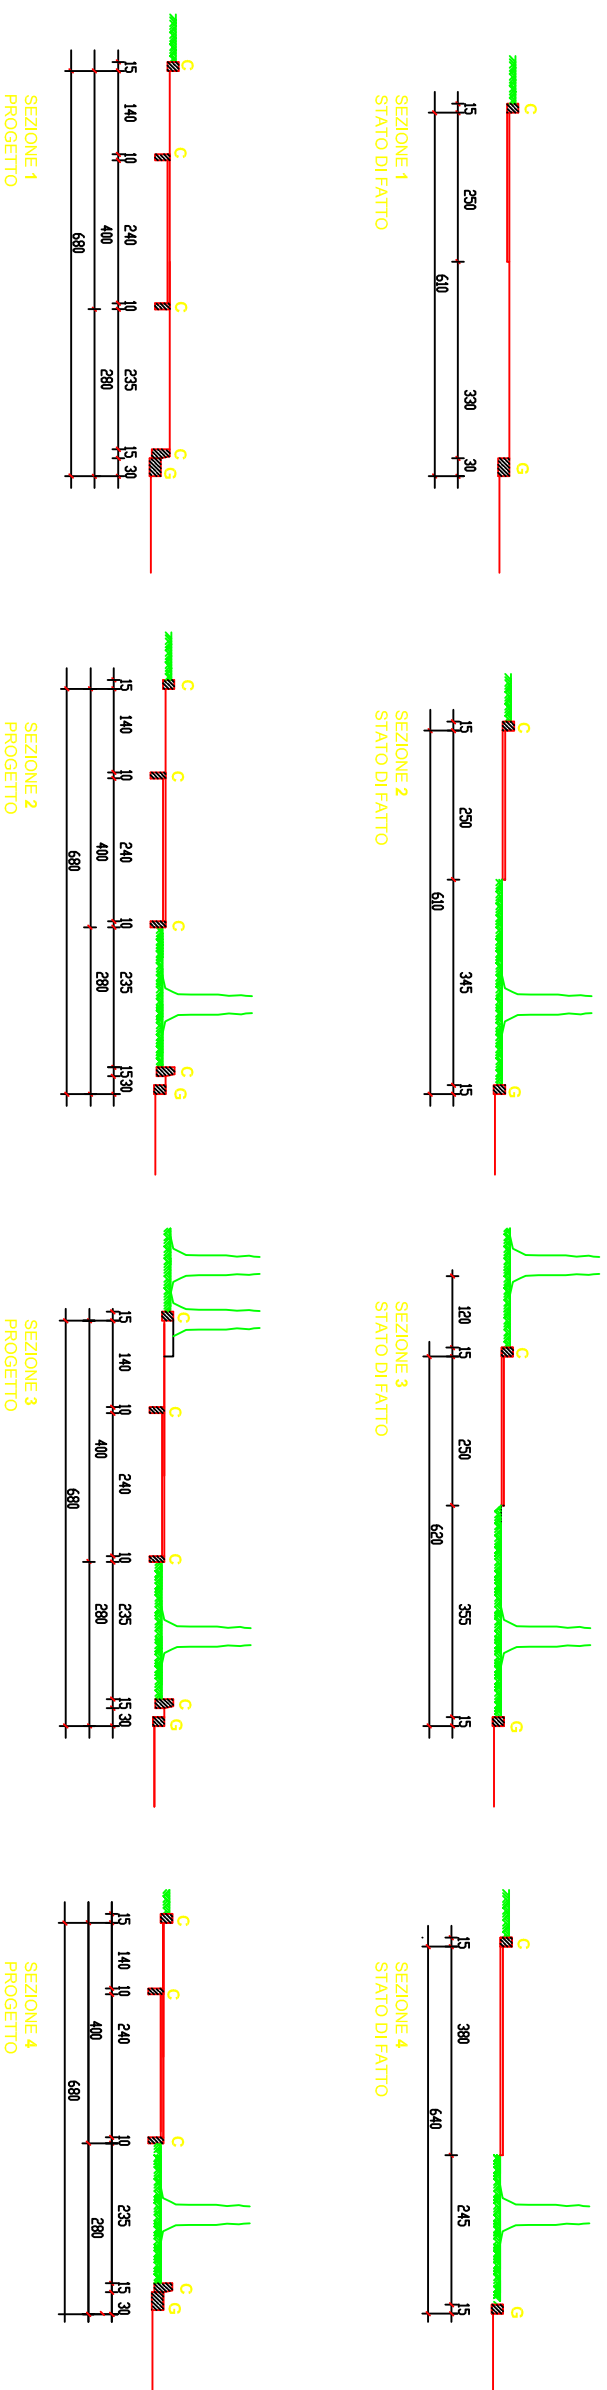 C
15
250
330
30
610
G
SEZIONE 1
STATO DI FATTO
C
15
250
345
15
610
G
SEZIONE 2
STATO DI FATTO
C
120
15
250
355
15
620
G
SEZIONE 3
STATO DI FATTO
C
15
380
245
15
640
G
SEZIONE 4
STATO DI FATTO
C
C
C
C
G
15
140
10
240
10
235
15
30
400
280
680
SEZIONE 1
PROGETTO
C
C
C
C
G
15
140
10
240
10
235
15
30
400
280
680
SEZIONE 2
PROGETTO
C
C
C
C
G
15
140
10
240
10
235
15
30
400
280
680
SEZIONE 3
PROGETTO
C
C
C
C
G
15
140
10
240
10
235
15
30
400
280
680
SEZIONE 4
PROGETTO